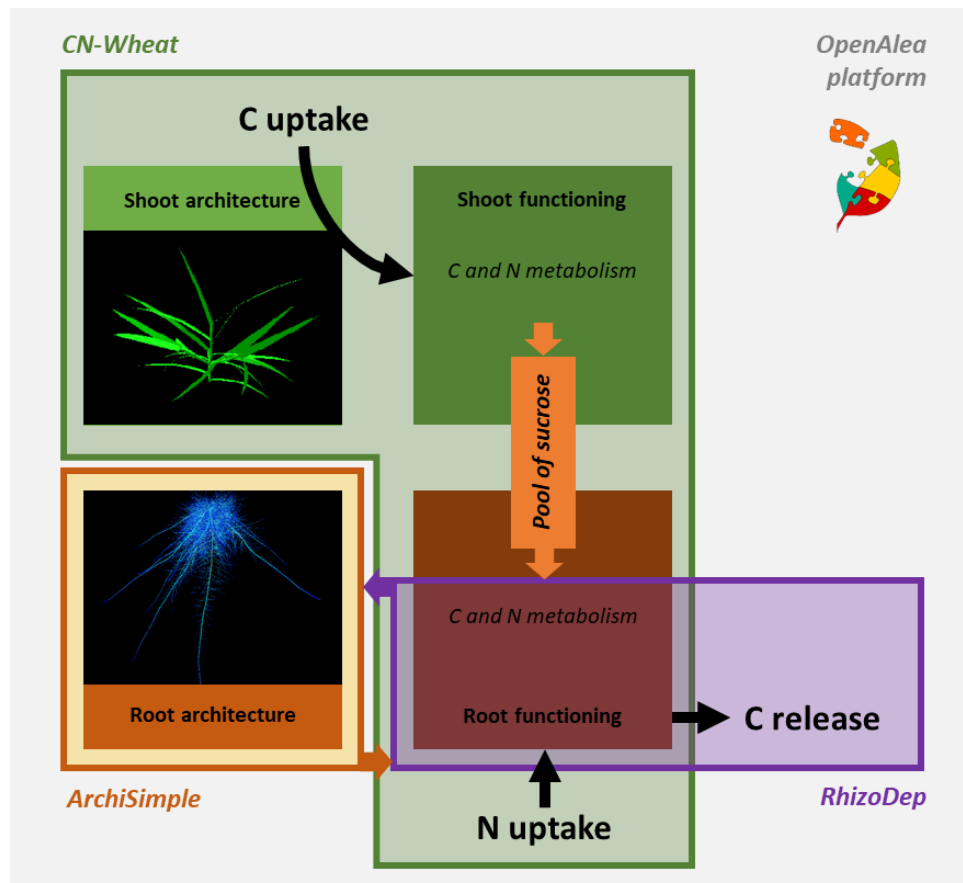 CN-Wheat
OpenAlea
platform
C uptake
Shoot architecture
Shoot functioning
C and N metabolism
Pool of sucrose
C and N metabolism
Root architecture
Root functioning
C release
ArchiSimple
RhizoDep
N uptake